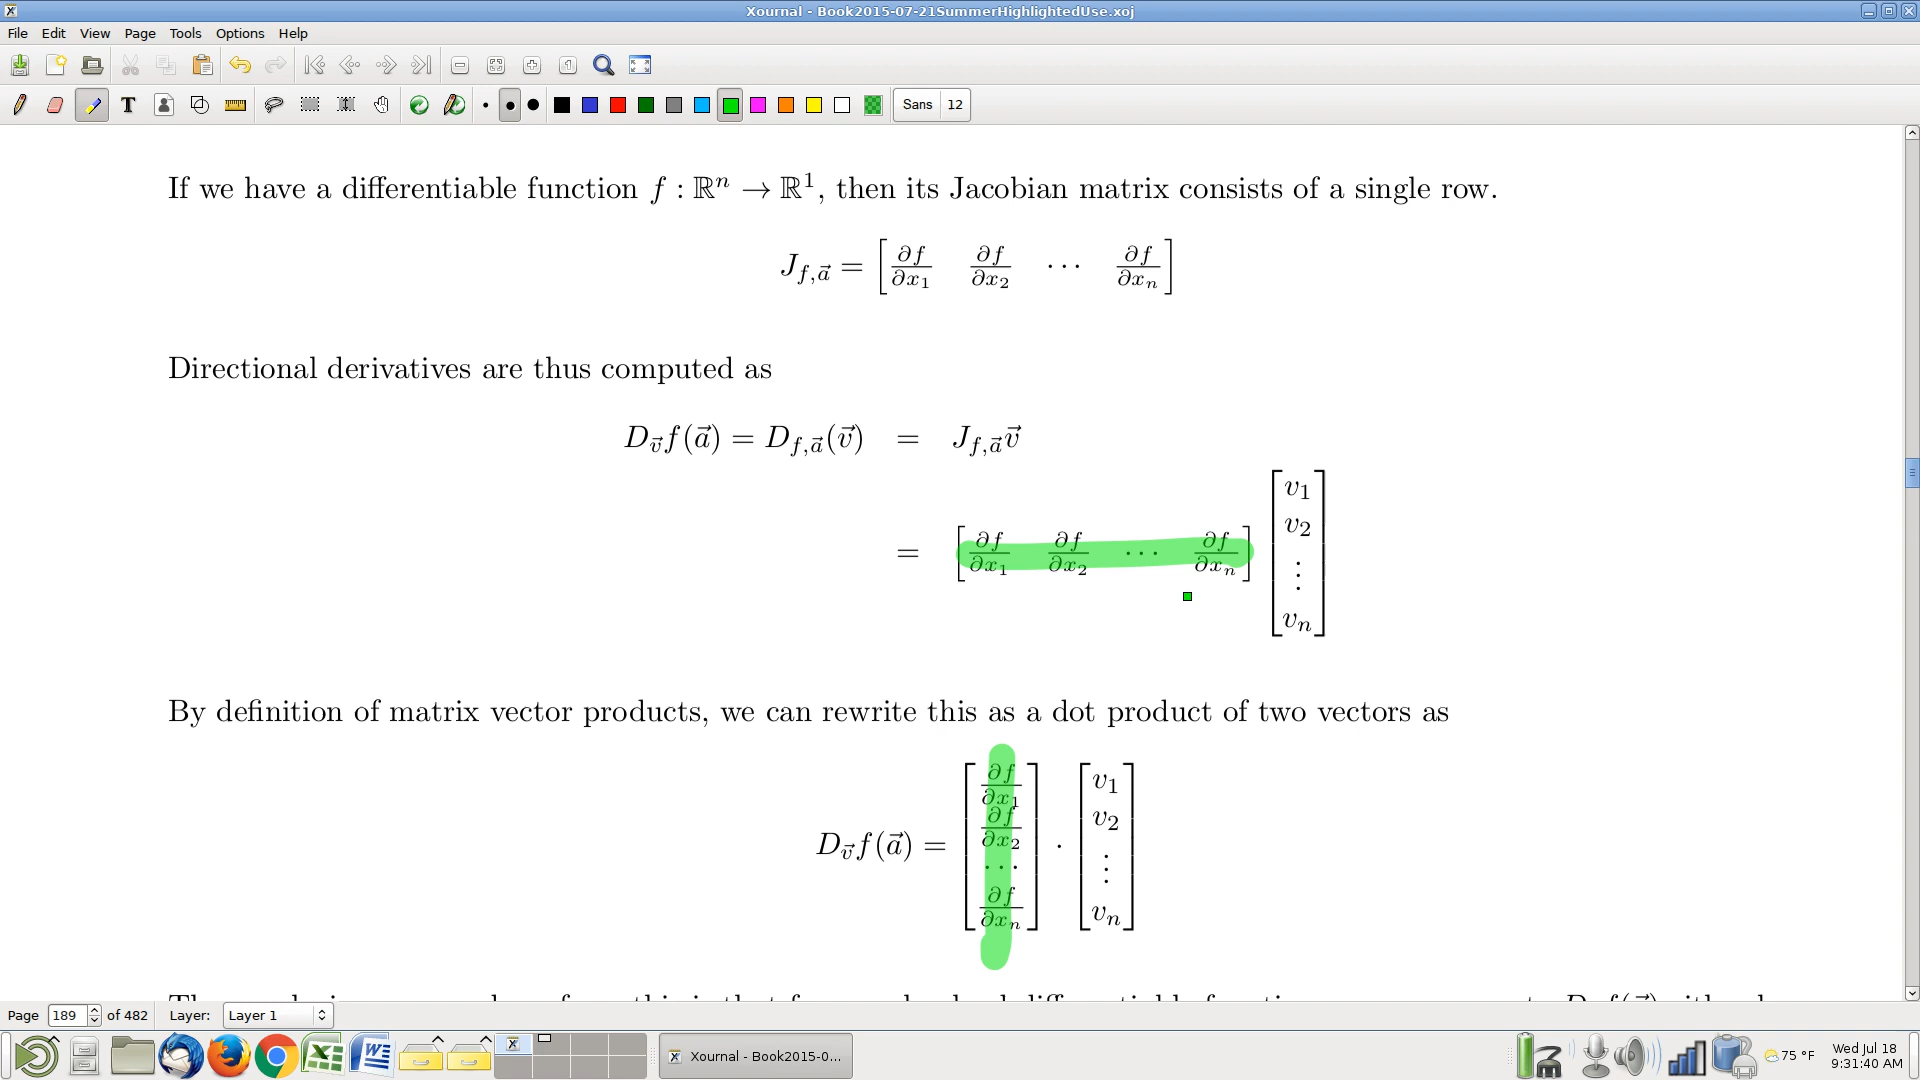 Xournal - Book2015-07-21SummerHighlightedUse.xoj
File Edit View Page Tools Options Help
Sans 12
If we have a differentiable function f : ℝⁿ → ℝ¹, then its Jacobian matrix consists of a single row.
J_{f,a⃗} = [∂f/∂x₁ ∂f/∂x₂ ⋯ ∂f/∂xₙ]
Directional derivatives are thus computed as
D_{v⃗}f(a⃗) = D_{f,a⃗}(v⃗) = J_{f,a⃗}v⃗
= [∂f/∂x₁ ∂f/∂x₂ ⋯ ∂f/∂xₙ] [v₁ v₂ ⋮ vₙ]
By definition of matrix vector products, we can rewrite this as a dot product of two vectors as
D_{v⃗}f(a⃗) = [∂f/∂x₁ ∂f/∂x₂ ⋯ ∂f/∂xₙ] · [v₁ v₂ ⋮ vₙ]
Page 189 of 482 Layer: Layer 1
Xournal - Book2015-0...
75 °F
Wed Jul 18
9:31:40 AM